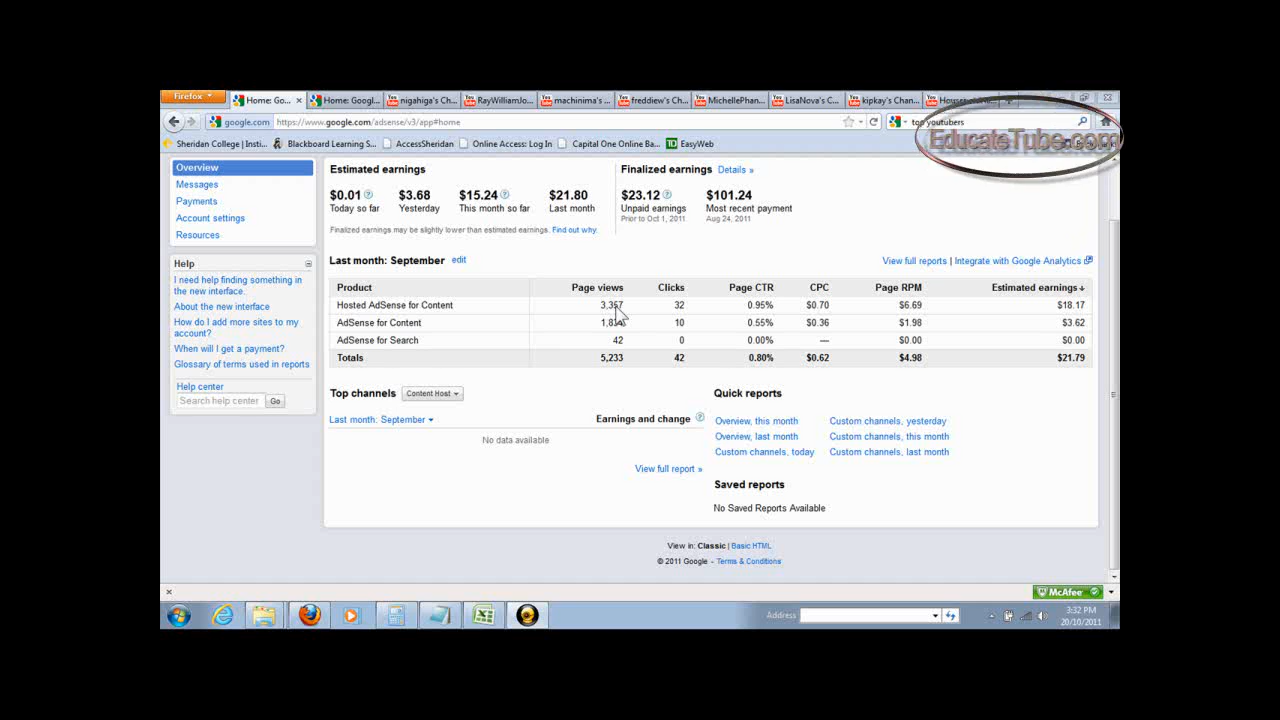 Firefox
Home: Go...
Home: Googl...
nigahiga's Ch...
RayWilliamJo...
machinima's ...
freddiew's Ch...
MichellePhan...
LisaNova's C...
kipkay's Chan...
google.com
https://www.google.com/adsense/v3/app#home
top youtubers
EducateTube.com
Sheridan College | Insti...
Blackboard Learning S...
AccessSheridan
Online Access: Log In
Capital One Online Ba...
EasyWeb
Overview
Messages
Payments
Account settings
Resources
Help
I need help finding something in
the new interface.
About the new interface
How do I add more sites to my
account?
When will I get a payment?
Glossary of terms used in reports
Help center
Search help center Go
Estimated earnings
$0.01 $3.68 $15.24 $21.80
Today so far Yesterday This month so far Last month
Finalized earnings may be slightly lower than estimated earnings. Find out why.
Finalized earnings Details »
$23.12 $101.24
Unpaid earnings Most recent payment
Prior to Oct 1, 2011 Aug 24, 2011
Last month: September edit
View full reports | Integrate with Google Analytics
Product Page views Clicks Page CTR CPC Page RPM Estimated earnings ↓
Hosted AdSense for Content 3,357 32 0.95% $0.70 $6.69 $18.17
AdSense for Content 10 0.55% $0.36 $1.98 $3.62
AdSense for Search 42 0 0.00% — $0.00 $0.00
Totals 5,233 42 0.80% $0.62 $4.98 $21.79
Top channels Content Host
Last month: September Earnings and change
No data available
View full report »
Quick reports
Overview, this month Custom channels, yesterday
Overview, last month Custom channels, this month
Custom channels, today Custom channels, last month
Saved reports
No Saved Reports Available
View in: Classic | Basic HTML
© 2011 Google - Terms & Conditions
McAfee
Address
3:32 PM
20/10/2011